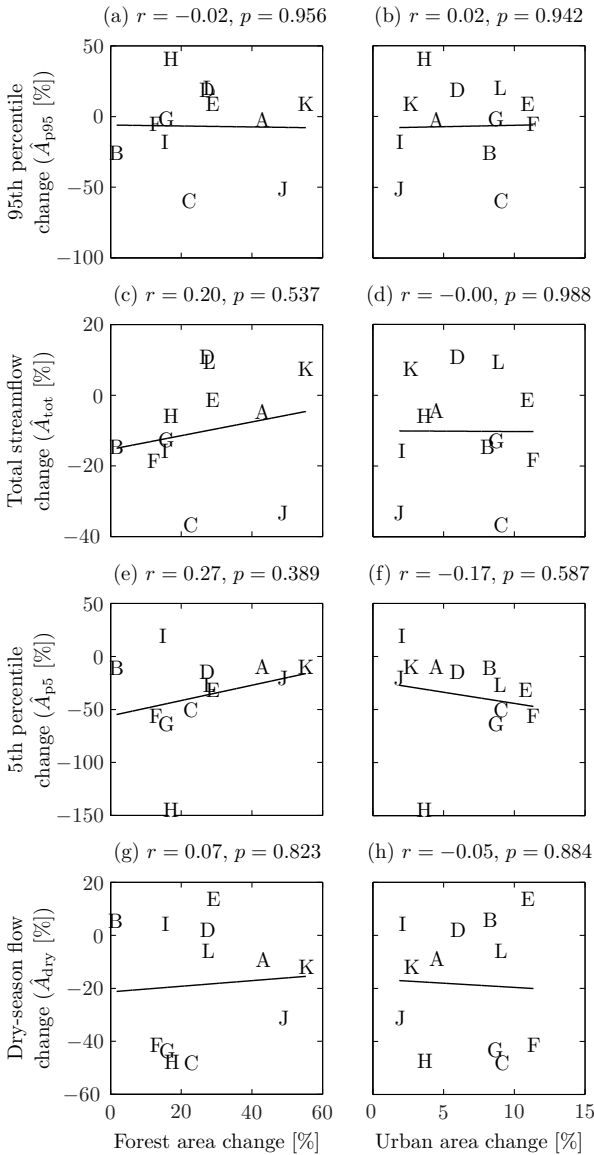 (a) r = −0.02, p = 0.956
(b) r = 0.02, p = 0.942
95th percentile
change (Â_p95 [%])
50
0
−50
−100
A B C D E F G H I J K L
A B C D E F G H I J K L
(c) r = 0.20, p = 0.537
(d) r = −0.00, p = 0.988
Total streamflow
change (Â_tot [%])
20
0
−20
−40
A B C D E F G H I J K L
A B C D E F G H I J K L
(e) r = 0.27, p = 0.389
(f) r = −0.17, p = 0.587
5th percentile
change (Â_p5 [%])
50
0
−50
−100
−150
A B C D E F G H I J K L
A B C D E F G H I J K L
(g) r = 0.07, p = 0.823
(h) r = −0.05, p = 0.884
Dry-season flow
change (Â_dry [%])
20
0
−20
−40
−60
A B C D E F G H I J K L
A B C D E F G H I J K L
0 20 40 60
0 5 10 15
Forest area change [%]
Urban area change [%]